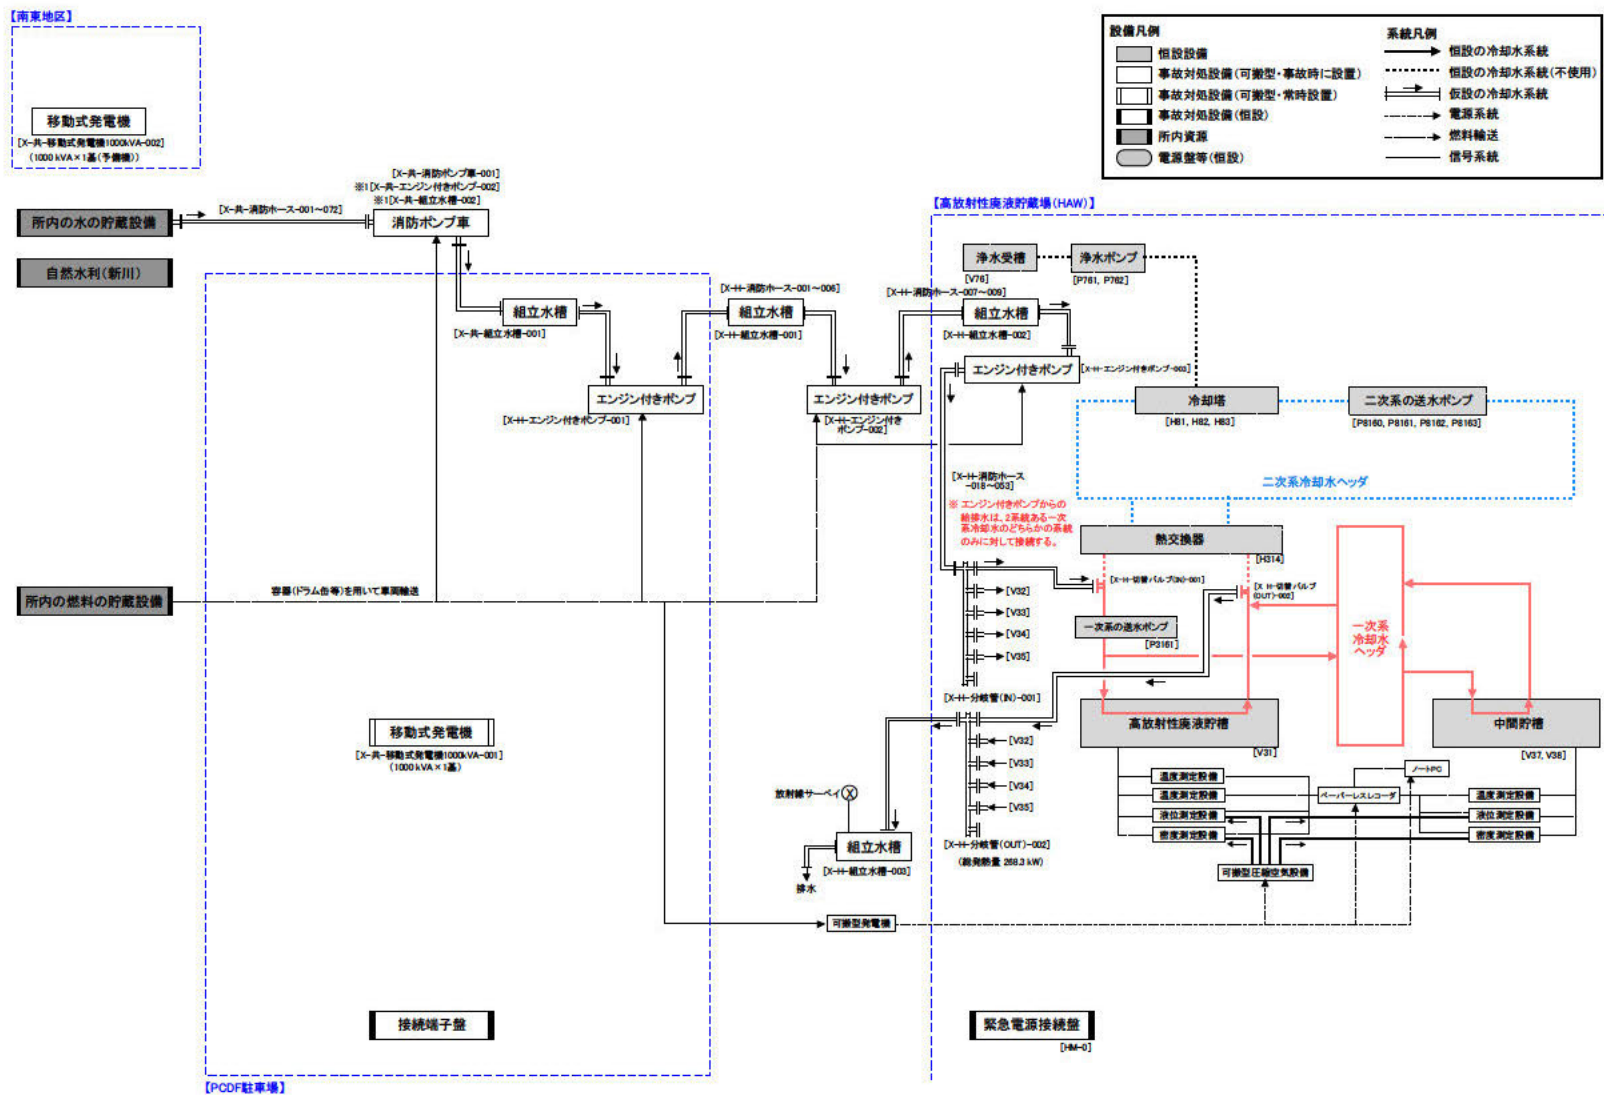 【南東地区】
移動式発電機
[X-共-移動式発電機1000kVA-002]
(1000 kVA×1基(予備機))
設備凡例
恒設設備
事故対処設備(可搬型・事故時に設置)
事故対処設備(可搬型・常時設置)
事故対処設備(恒設)
所内資源
電源盤等(恒設)
系統凡例
恒設の冷却水系統
恒設の冷却水系統(不使用)
仮設の冷却水系統
電源系統
燃料輸送
信号系統
[X-共-消防ポンプ車-001]
※1[X-共-エンジン付きポンプ-002]
※1[X-共-組立水槽-002]
消防ポンプ車
所内の水の貯蔵設備
[X-共-消防ホース-001～072]
自然水利(新川)
組立水槽
[X-共-組立水槽-001]
エンジン付きポンプ
[X-H-エンジン付きポンプ-001]
[X-H-消防ホース-001～006]
組立水槽
[X-H-組立水槽-001]
エンジン付きポンプ
[X-H-エンジン付き
ポンプ-002]
【高放射性廃液貯蔵場(HAW)】
浄水受槽
[V76]
浄水ポンプ
[P761, P762]
[X-H-消防ホース-007～009]
組立水槽
[X-H-組立水槽-002]
エンジン付きポンプ
[X-H-エンジン付きポンプ-003]
冷却塔
[H81, H82, H83]
二次系の送水ポンプ
[P8160, P8161, P8162, P8163]
二次系冷却水ヘッダ
[X-H-消防ホース
-018～053]
※ エンジン付きポンプからの
給排水は、2系統ある一次
系冷却水のどちらかの系統
のみに対して接続する。
熱交換器
[H314]
[X-H-切替バルブ(IN)-001]
[X-H-切替バルブ
(OUT)-002]
[V32]
[V33]
[V34]
[V35]
[X-H-分岐管(IN)-001]
一次系の送水ポンプ
[P3161]
一次系
冷却水
ヘッダ
所内の燃料の貯蔵設備
容器(ドラム缶等)を用いて車両輸送
移動式発電機
[X-共-移動式発電機1000kVA-001]
(1000 kVA×1基)
高放射性廃液貯槽
[V31]
中間貯槽
[V37, V38]
[V32]
[V33]
[V34]
[V35]
[X-H-分岐管(OUT)-002]
(総発熱量 268.3 kW)
放射線サーベイ
組立水槽
[X-H-組立水槽-003]
排水
温度測定設備
温度測定設備
液位測定設備
密度測定設備
ノートPC
ペーパーレスレコーダ
温度測定設備
液位測定設備
密度測定設備
可搬型圧縮空気設備
可搬型発電機
接続端子盤
緊急電源接続盤
[HM-0]
【PCDF駐車場】